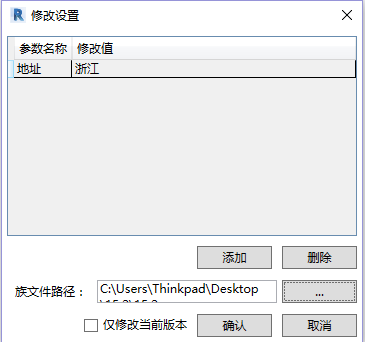 修改设置
参数名称 修改值
地址 浙江
添加 删除
族文件路径： C:\Users\Thinkpad\Desktop
...
仅修改当前版本 确认 取消